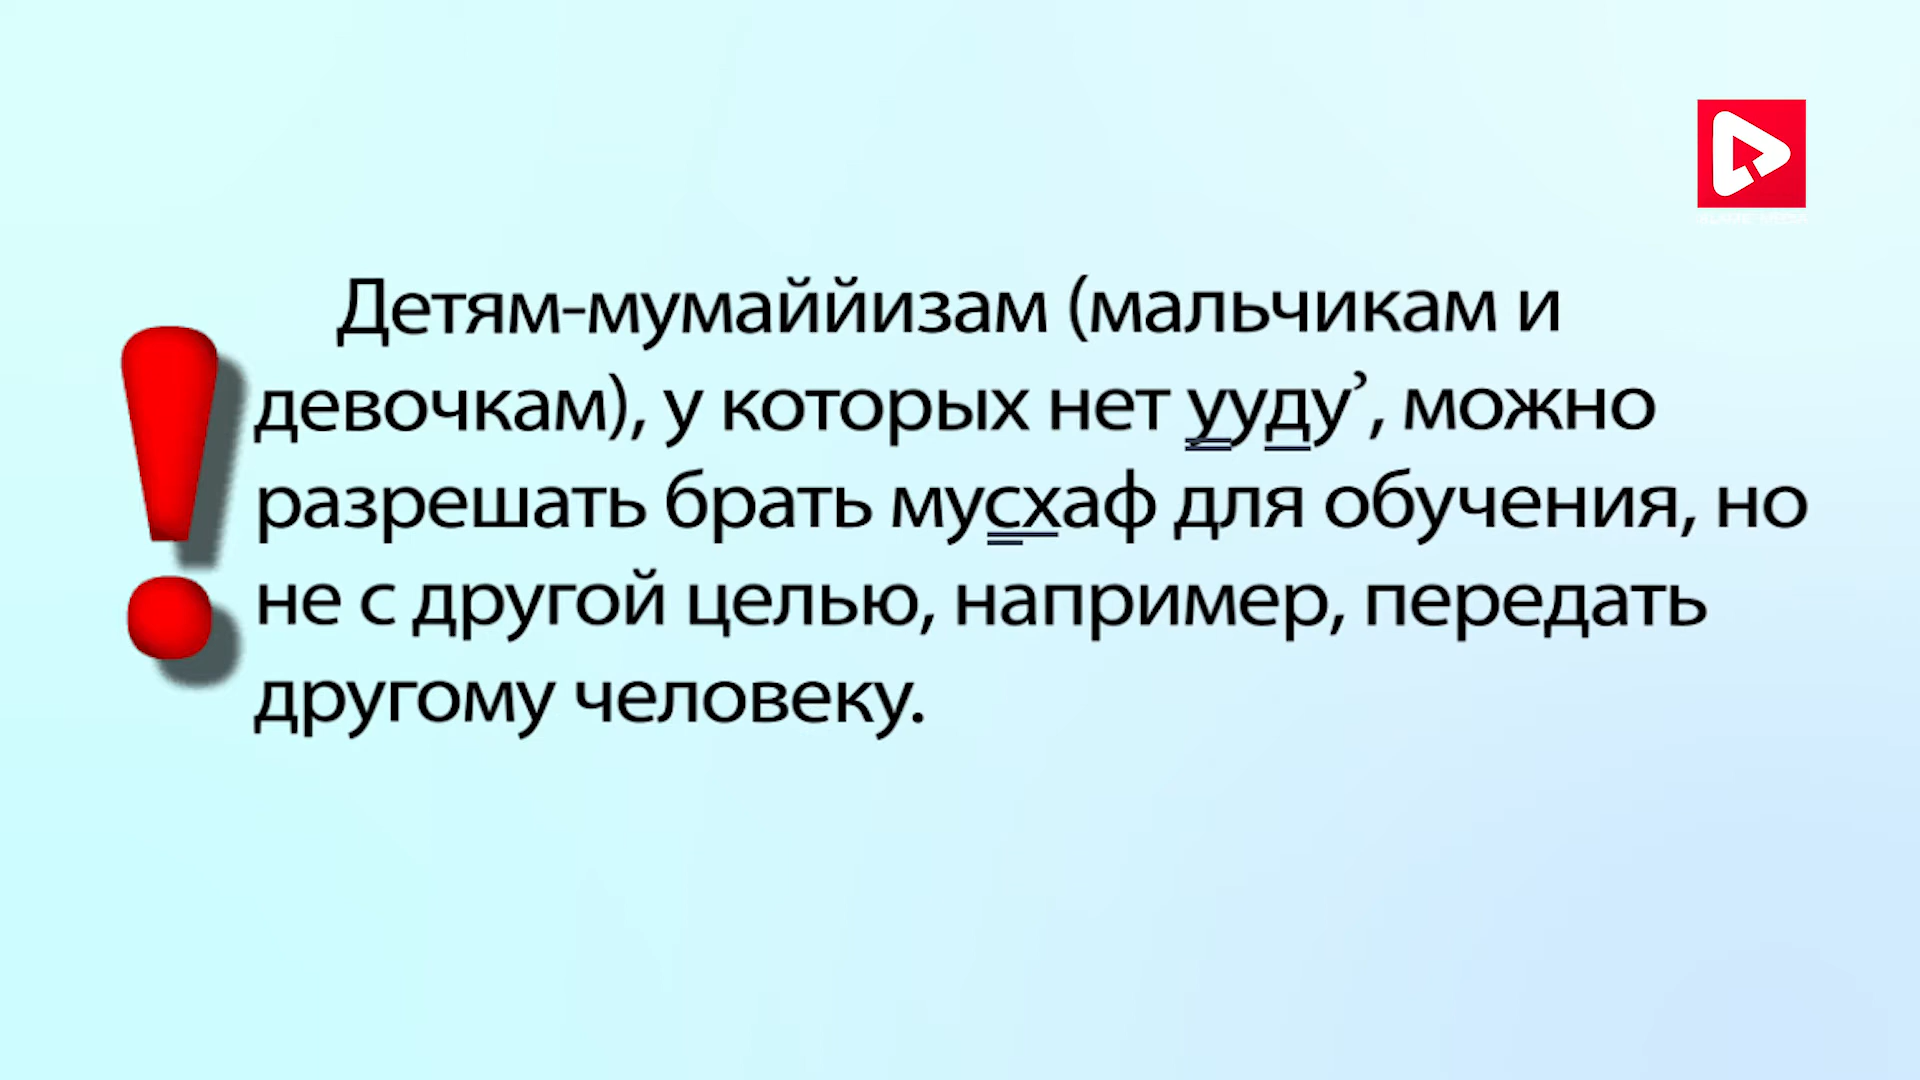 Детям-мумаййизам (мальчикам и
девочкам), у которых нет ууду’, можно
разрешать брать мусхаф для обучения, но
не с другой целью, например, передать
другому человеку.